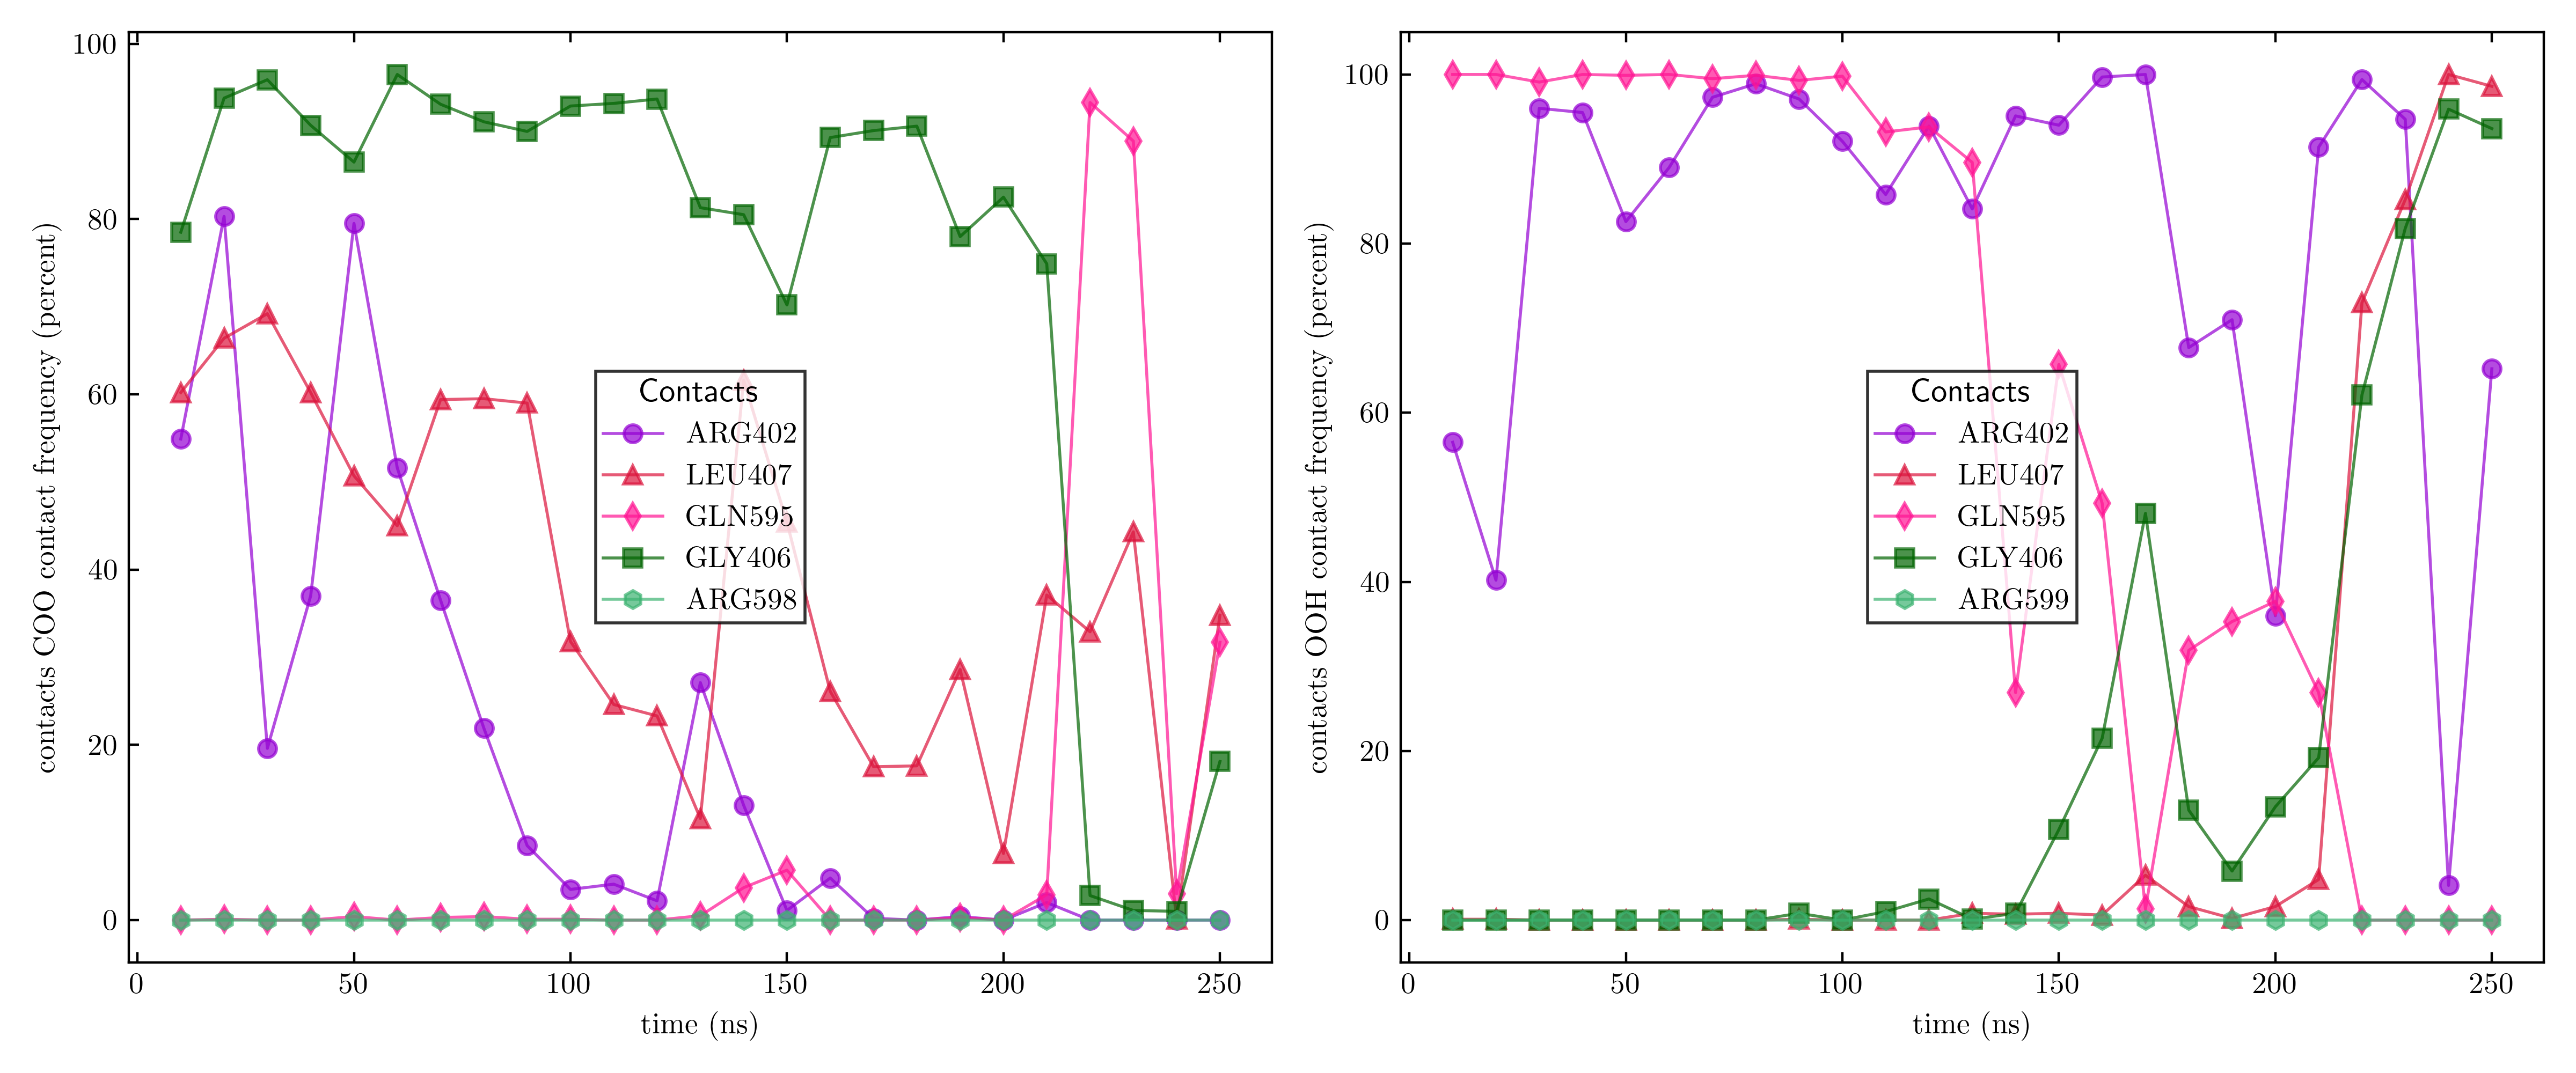 100
80
60
40
20
0
contacts COO contact frequency (percent)
Contacts
ARG402
LEU407
GLN595
GLY406
ARG598
0 50 100 150 200 250
time (ns)
100
80
60
40
20
0
contacts OOH contact frequency (percent)
Contacts
ARG402
LEU407
GLN595
GLY406
ARG599
0 50 100 150 200 250
time (ns)